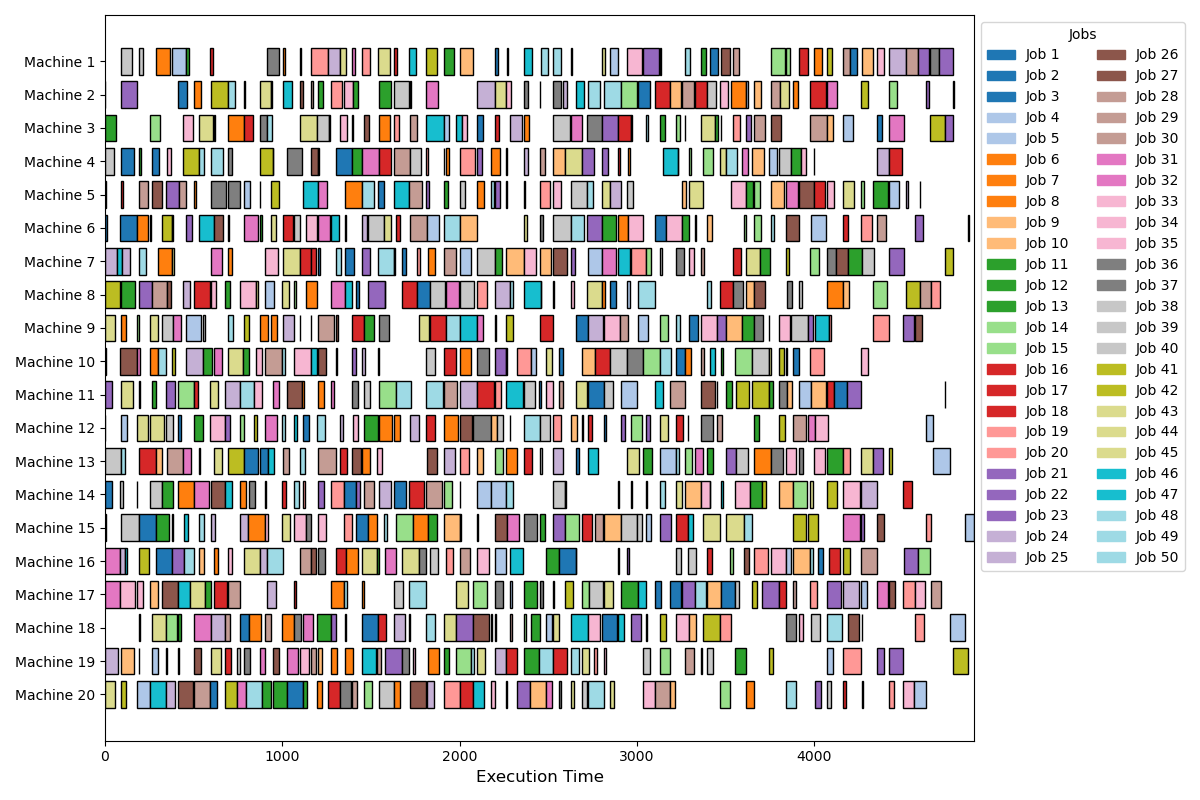 Machine 1
Machine 2
Machine 3
Machine 4
Machine 5
Machine 6
Machine 7
Machine 8
Machine 9
Machine 10
Machine 11
Machine 12
Machine 13
Machine 14
Machine 15
Machine 16
Machine 17
Machine 18
Machine 19
Machine 20
0 1000 2000 3000 4000
Execution Time
Jobs
Job 1 Job 26
Job 2 Job 27
Job 3 Job 28
Job 4 Job 29
Job 5 Job 30
Job 6 Job 31
Job 7 Job 32
Job 8 Job 33
Job 9 Job 34
Job 10 Job 35
Job 11 Job 36
Job 12 Job 37
Job 13 Job 38
Job 14 Job 39
Job 15 Job 40
Job 16 Job 41
Job 17 Job 42
Job 18 Job 43
Job 19 Job 44
Job 20 Job 45
Job 21 Job 46
Job 22 Job 47
Job 23 Job 48
Job 24 Job 49
Job 25 Job 50